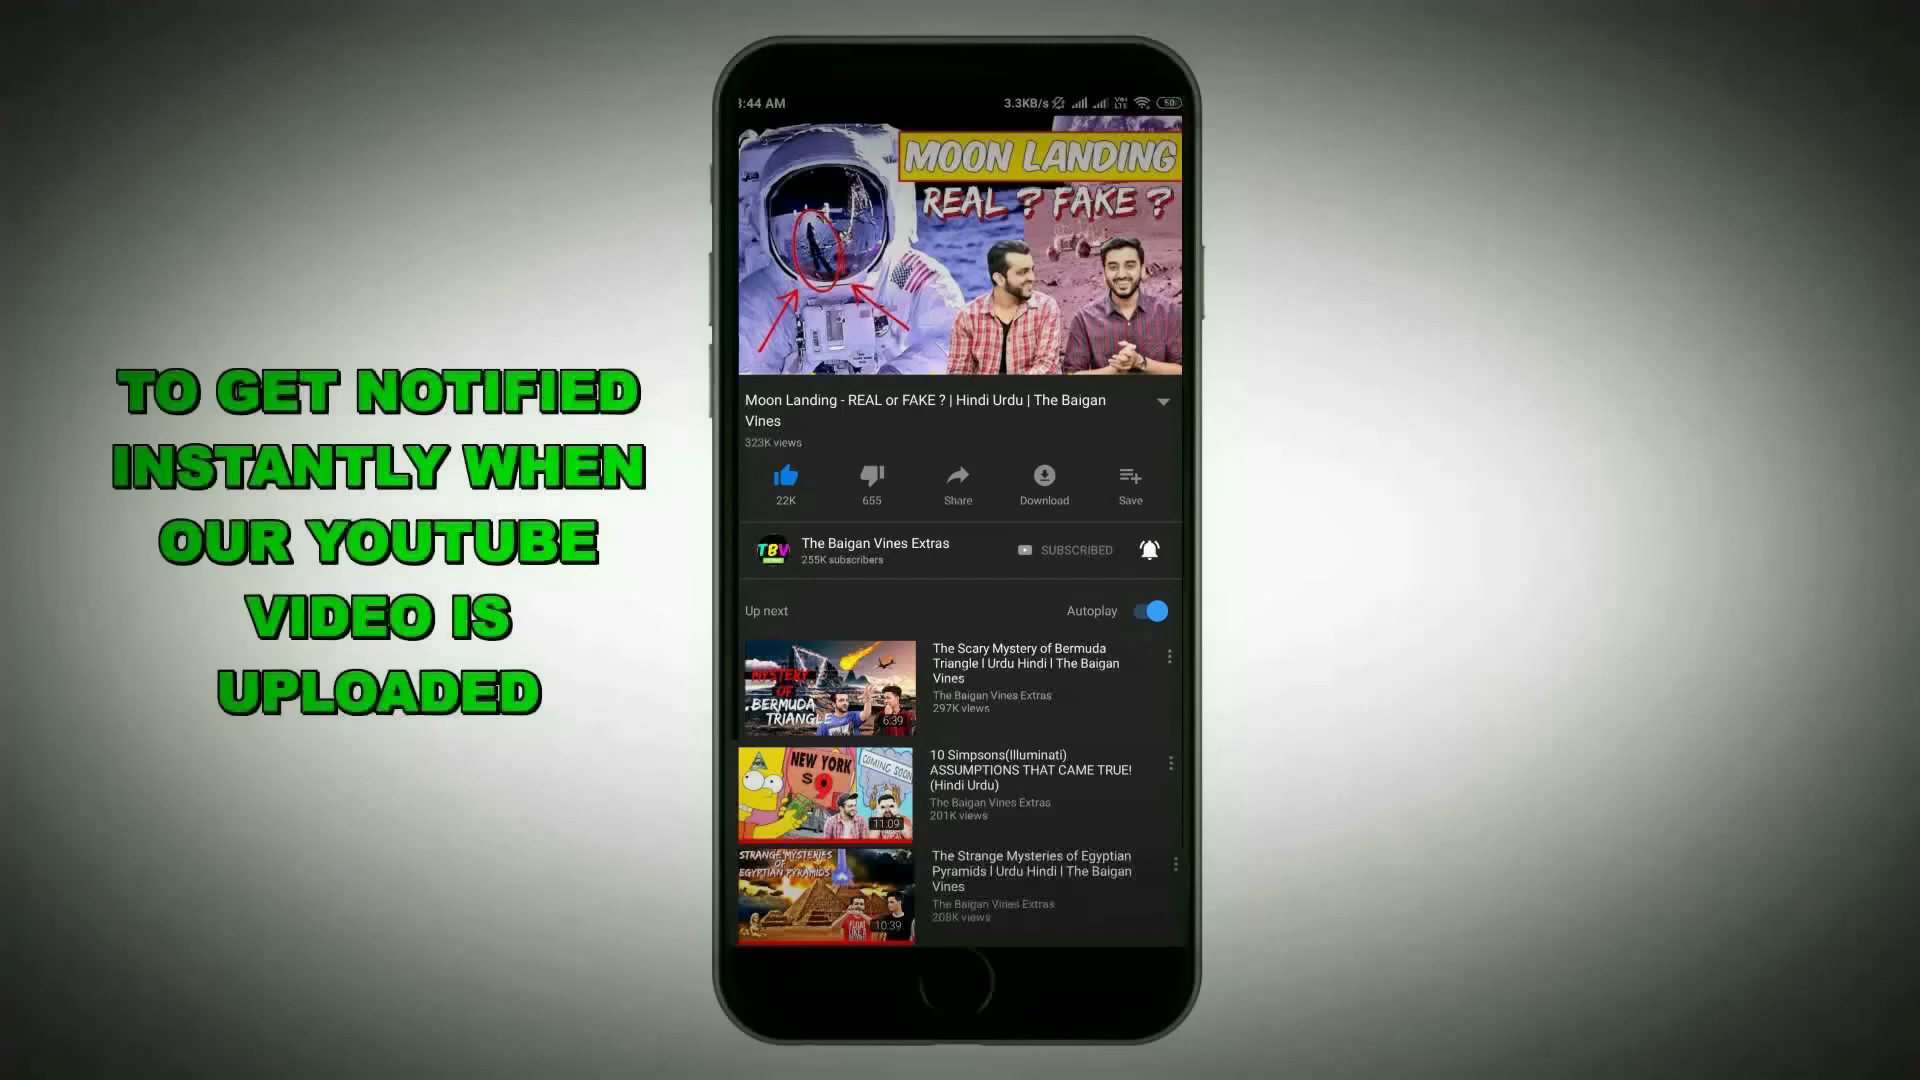 TO GET NOTIFIED
INSTANTLY WHEN
OUR YOUTUBE
VIDEO IS
UPLOADED
:44 AM
3.3KB/s
50
MOON LANDING
REAL ? FAKE ?
Moon Landing - REAL or FAKE ? | Hindi Urdu | The Baigan
Vines
323K views
22K
655
Share
Download
Save
TBV
The Baigan Vines Extras
255K subscribers
SUBSCRIBED
Up next
Autoplay
MYSTERY
OF
BERMUDA
TRIANGLE
6:39
The Scary Mystery of Bermuda
Triangle l Urdu Hindi l The Baigan
Vines
The Baigan Vines Extras
297K views
NEW YORK
$9
COMING SOON
11:09
10 Simpsons(Illuminati)
ASSUMPTIONS THAT CAME TRUE!
(Hindi Urdu)
The Baigan Vines Extras
201K views
STRANGE MYSTERIES
OF
EGYPTIAN PYRAMIDS
10:39
The Strange Mysteries of Egyptian
Pyramids l Urdu Hindi l The Baigan
Vines
The Baigan Vines Extras
208K views